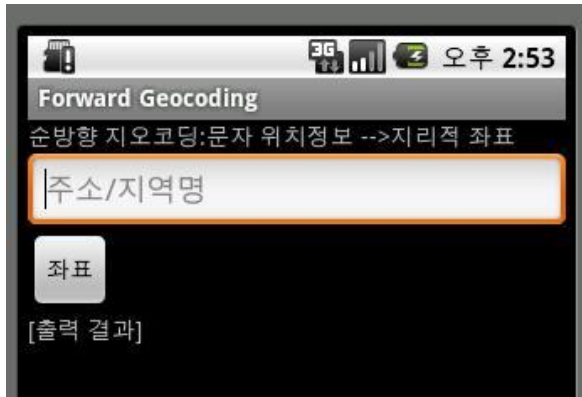 3G 오후 2:53
Forward Geocoding
순방향 지오코딩:문자 위치정보 -->지리적 좌표
주소/지역명
좌표
[출력 결과]